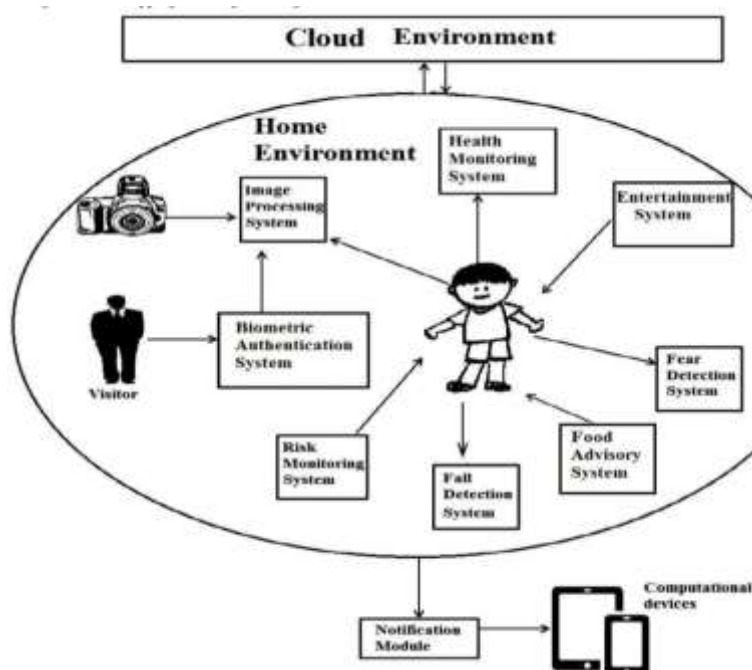 Cloud Environment
Home
Environment
Health
Monitoring
System
Image
Processing
System
Entertainment
System
Biometric
Authentication
System
Visitor
Fear
Detection
System
Risk
Monitoring
System
Fall
Detection
System
Food
Advisory
System
Computational
devices
Notification
Module